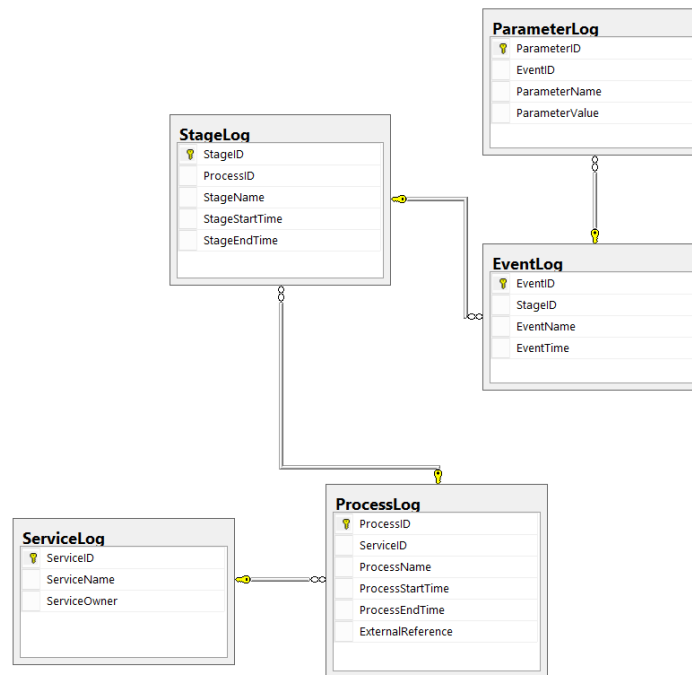 ParameterLog
ParameterID
EventID
ParameterName
ParameterValue
StageLog
StageID
ProcessID
StageName
StageStartTime
StageEndTime
EventLog
EventID
StageID
EventName
EventTime
ProcessLog
ProcessID
ServiceID
ProcessName
ProcessStartTime
ProcessEndTime
ExternalReference
ServiceLog
ServiceID
ServiceName
ServiceOwner